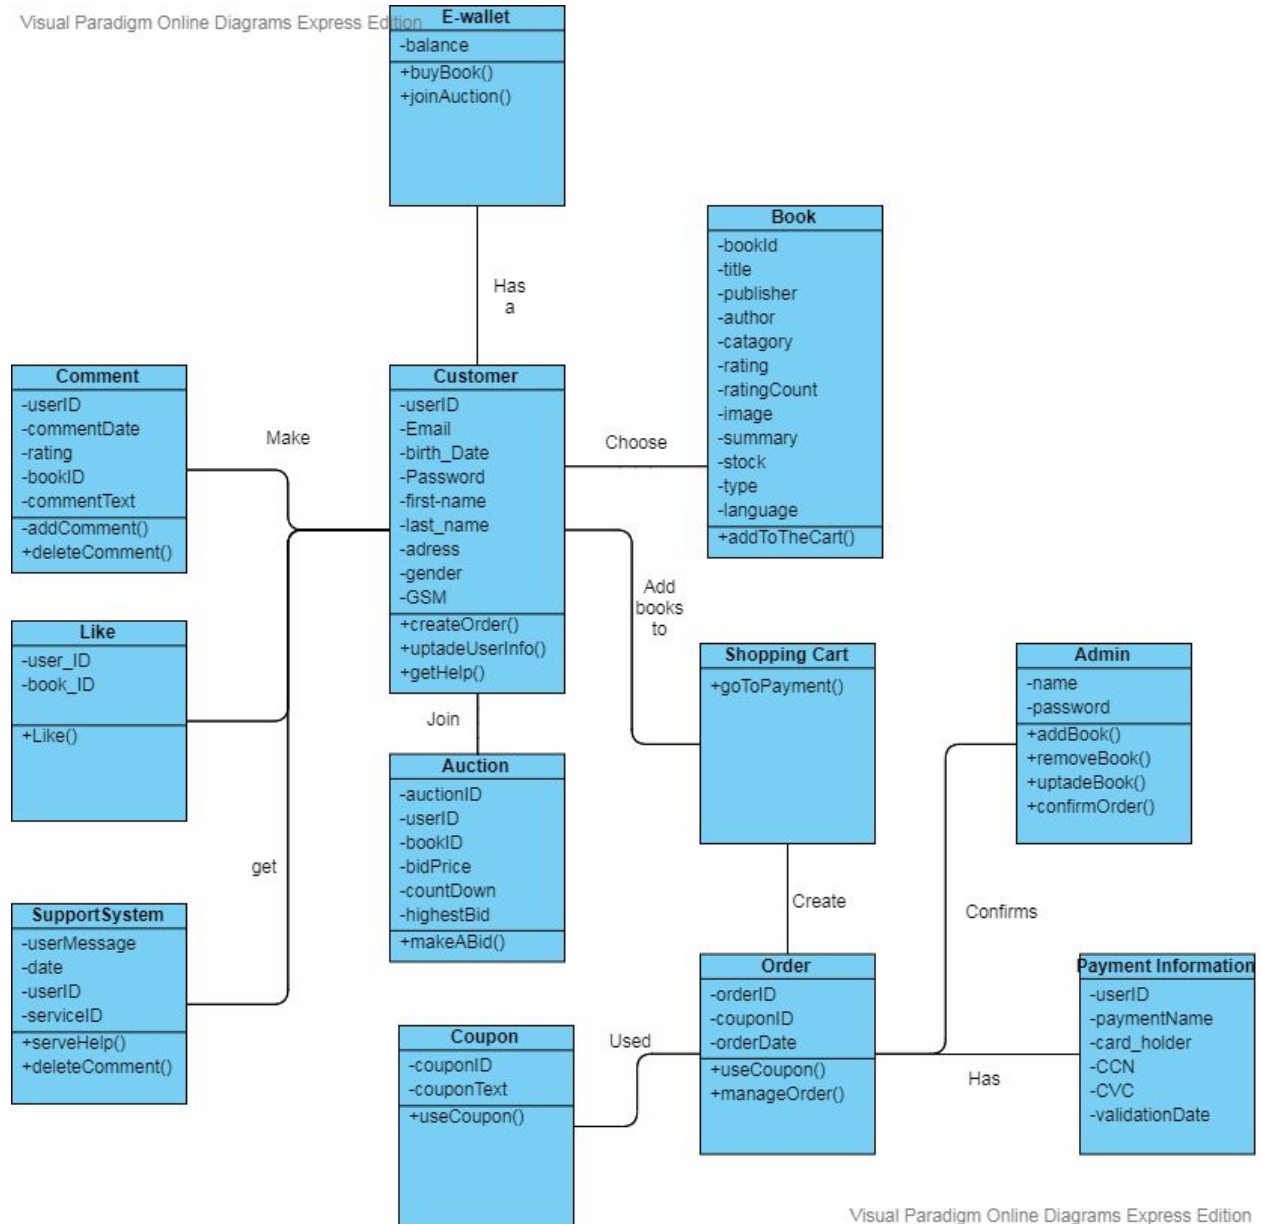 Visual Paradigm Online Diagrams Express Edition
E-wallet
-balance
+buyBook()
+joinAuction()
Has
a
Book
-bookId
-title
-publisher
-author
-catagory
-rating
-ratingCount
-image
-summary
-stock
-type
-language
+addToTheCart()
Choose
Comment
-userID
-commentDate
-rating
-bookID
-commentText
-addComment()
+deleteComment()
Make
Customer
-userID
-Email
-birth_Date
-Password
-first-name
-last_name
-adress
-gender
-GSM
+createOrder()
+uptadeUserInfo()
+getHelp()
Add
books
to
Like
-user_ID
-book_ID
+Like()
Join
Shopping Cart
+goToPayment()
Admin
-name
-password
+addBook()
+removeBook()
+uptadeBook()
+confirmOrder()
Auction
-auctionID
-userID
-bookID
-bidPrice
-countDown
-highestBid
+makeABid()
get
Create
Confirms
SupportSystem
-userMessage
-date
-userID
-serviceID
+serveHelp()
+deleteComment()
Order
-orderID
-couponID
-orderDate
+useCoupon()
+manageOrder()
Payment Information
-userID
-paymentName
-card_holder
-CCN
-CVC
-validationDate
Has
Used
Coupon
-couponID
-couponText
+useCoupon()
Visual Paradigm Online Diagrams Express Edition